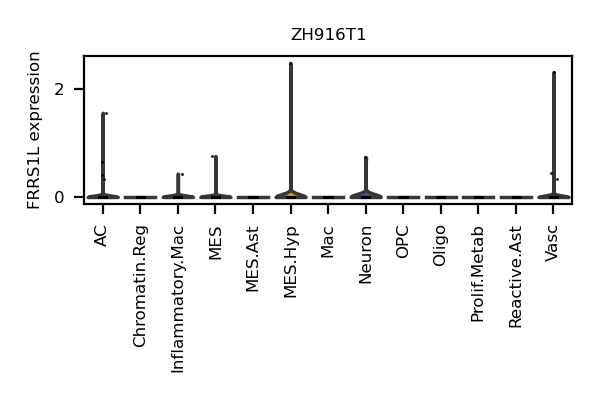 ZH916T1
FRRS1L expression
2
0
AC
Chromatin.Reg
Inflammatory.Mac
MES
MES.Ast
MES.Hyp
Mac
Neuron
OPC
Oligo
Prolif.Metab
Reactive.Ast
Vasc